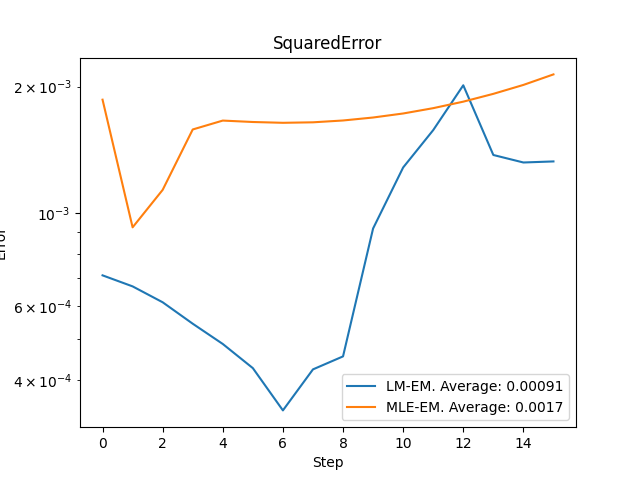 SquaredError
2 × 10⁻³
10⁻³
6 × 10⁻⁴
4 × 10⁻⁴
Error
LM-EM. Average: 0.00091
MLE-EM. Average: 0.0017
0 2 4 6 8 10 12 14
Step